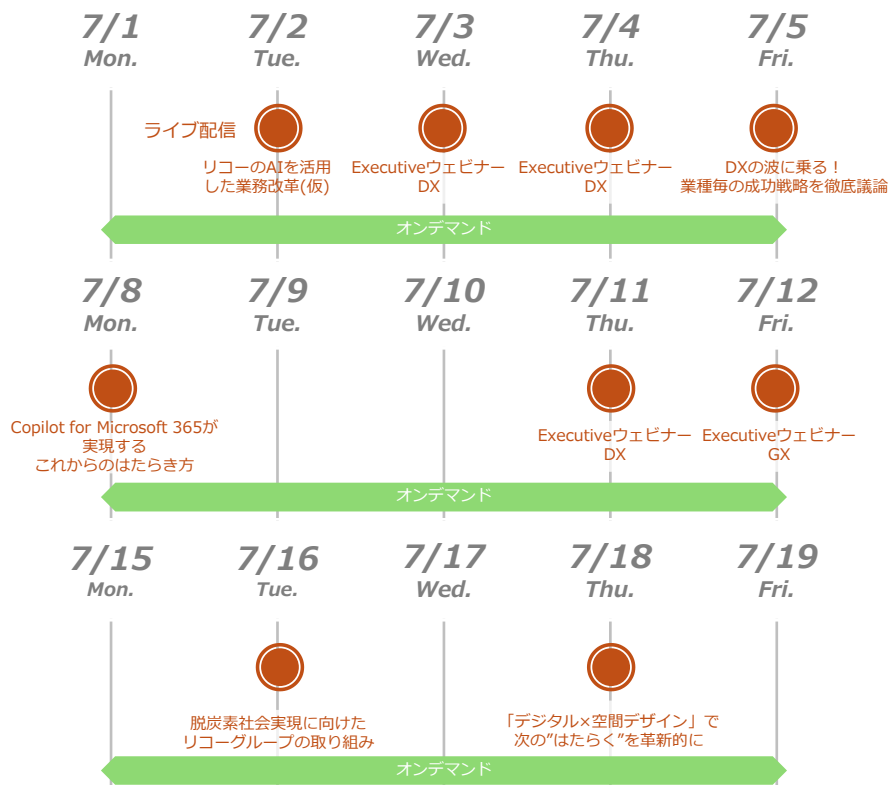 7/1 7/2 7/3 7/4 7/5
Mon. Tue. Wed. Thu. Fri.
ライブ配信
リコーのAIを活用
した業務改革(仮)
Executiveウェビナー
DX
Executiveウェビナー
DX
DXの波に乗る！
業種毎の成功戦略を徹底議論
オンデマンド
7/8 7/9 7/10 7/11 7/12
Mon. Tue. Wed. Thu. Fri.
Copilot for Microsoft 365が
実現する
これからのはたらき方
Executiveウェビナー
DX
Executiveウェビナー
GX
オンデマンド
7/15 7/16 7/17 7/18 7/19
Mon. Tue. Wed. Thu. Fri.
脱炭素社会実現に向けた
リコーグループの取り組み
「デジタル×空間デザイン」で
次の”はたらく”を革新的に
オンデマンド